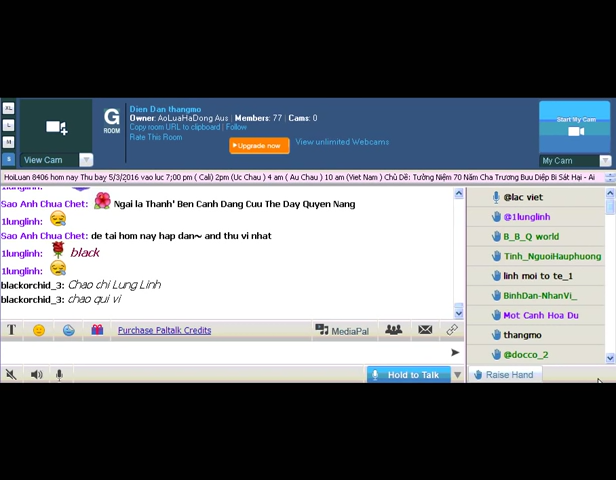 XL
L
M
S
View Cam
G
ROOM
Dien Dan thangmo
Owner: AoLuaHaDong Aus | Members: 77 | Cams: 0
Copy room URL to clipboard | Follow
Rate This Room
Upgrade now
View unlimited Webcams
Start My Cam
My Cam
HoiLuan 8406 hom nay Thu bay 5/3/2016 vao luc 7;00 pm ( Cali) 2pm (Uc Chau ) 4 am ( Au Chau ) 10 am (Viet Nam ) Chủ Đề: Tưởng Niệm 70 Năm Cha Trương Bưu Diệp Bi Sát Hại - Ai
Sao Anh Chua Chet: Ngai la Thanh' Ben Canh Dang Cuu The Day Quyen Nang
1lunglinh:
Sao Anh Chua Chet: de tai hom nay hap dan~ and thu vi nhat
1lunglinh: black
1lunglinh:
blackorchid_3: Chao chi Lung Linh
blackorchid_3: chao qui vi
@lac viet
@1lunglinh
B_B_Q world
Tinh_NguoiHauphuong
linh moi to te_1
BinhDan-NhanVi_
Mot Canh Hoa Du
thangmo
@docco_2
T
Purchase Paltalk Credits
MediaPal
Hold to Talk
Raise Hand